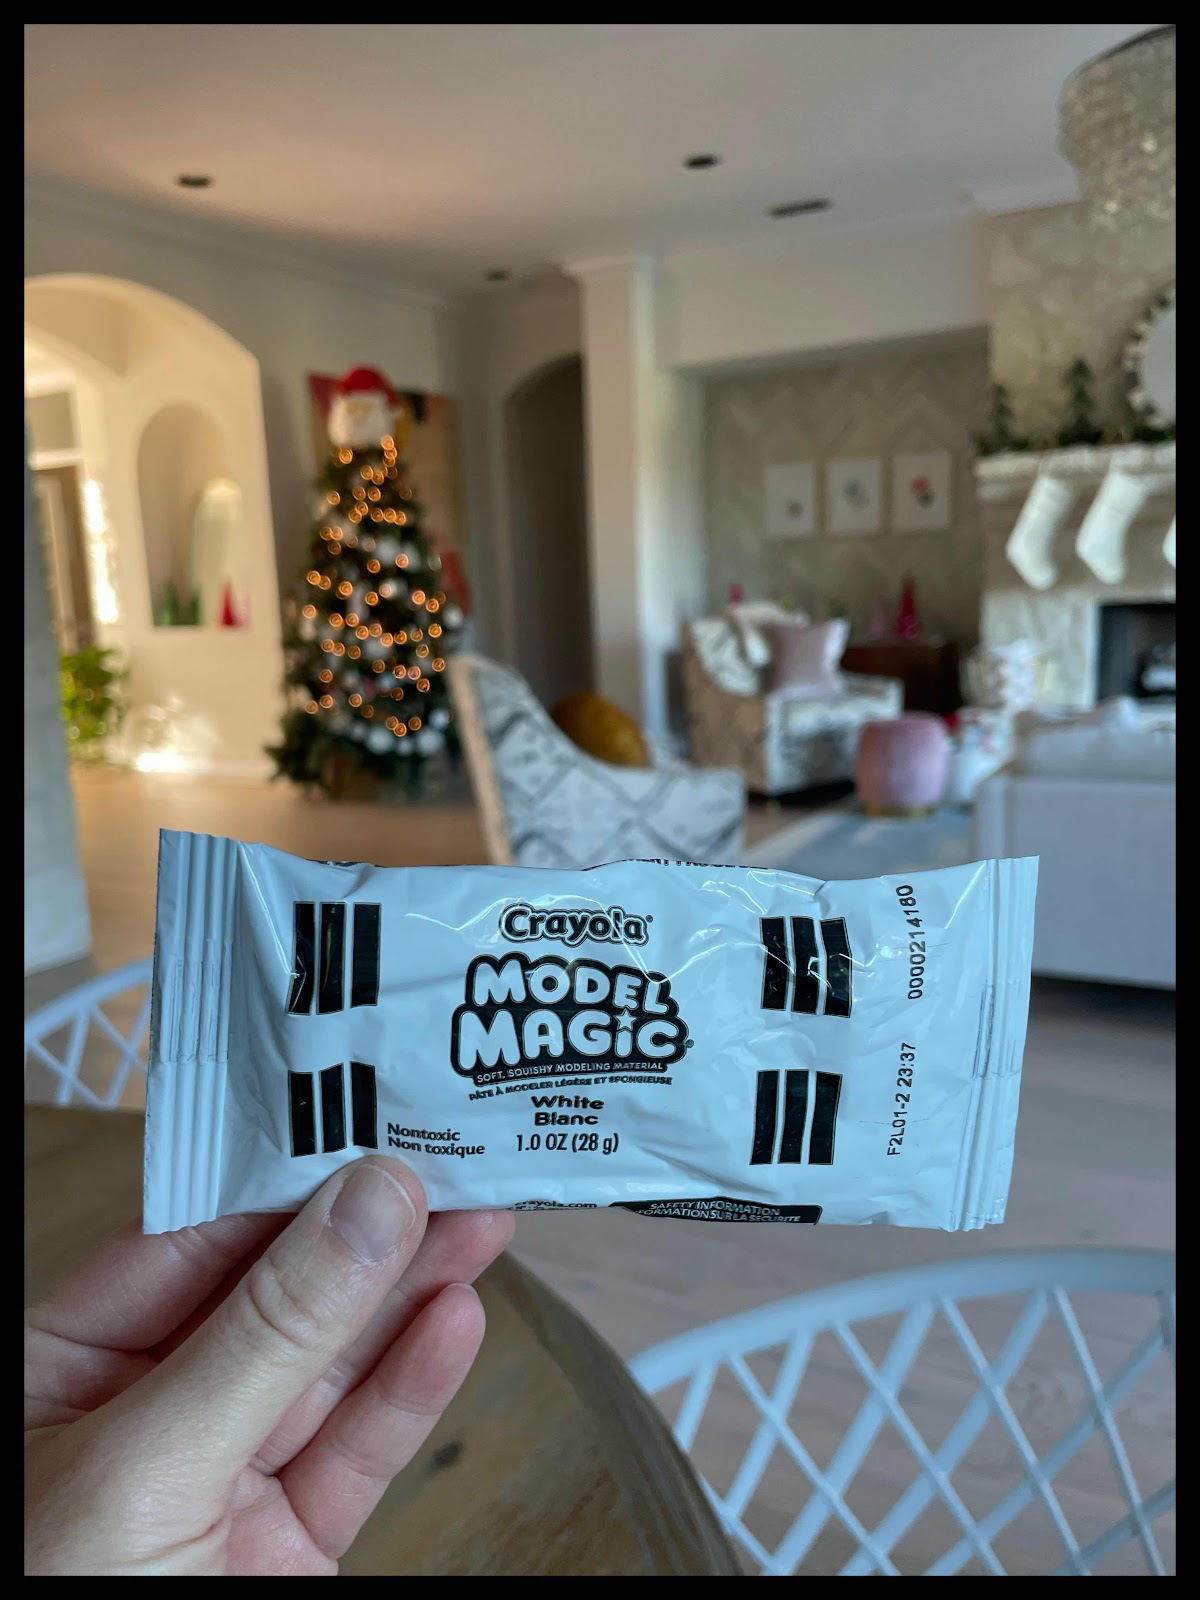 Crayola®
MODEL
MAGiC®
SOFT, SQUISHY MODELING MATERIAL
PÂTE À MODELER LÉGÈRE ET SPONGIEUSE
White
Blanc
Nontoxic
Non toxique
1.0 OZ (28 g)
F2L01-2 23:37 0000214180
SAFETY INFORMATION